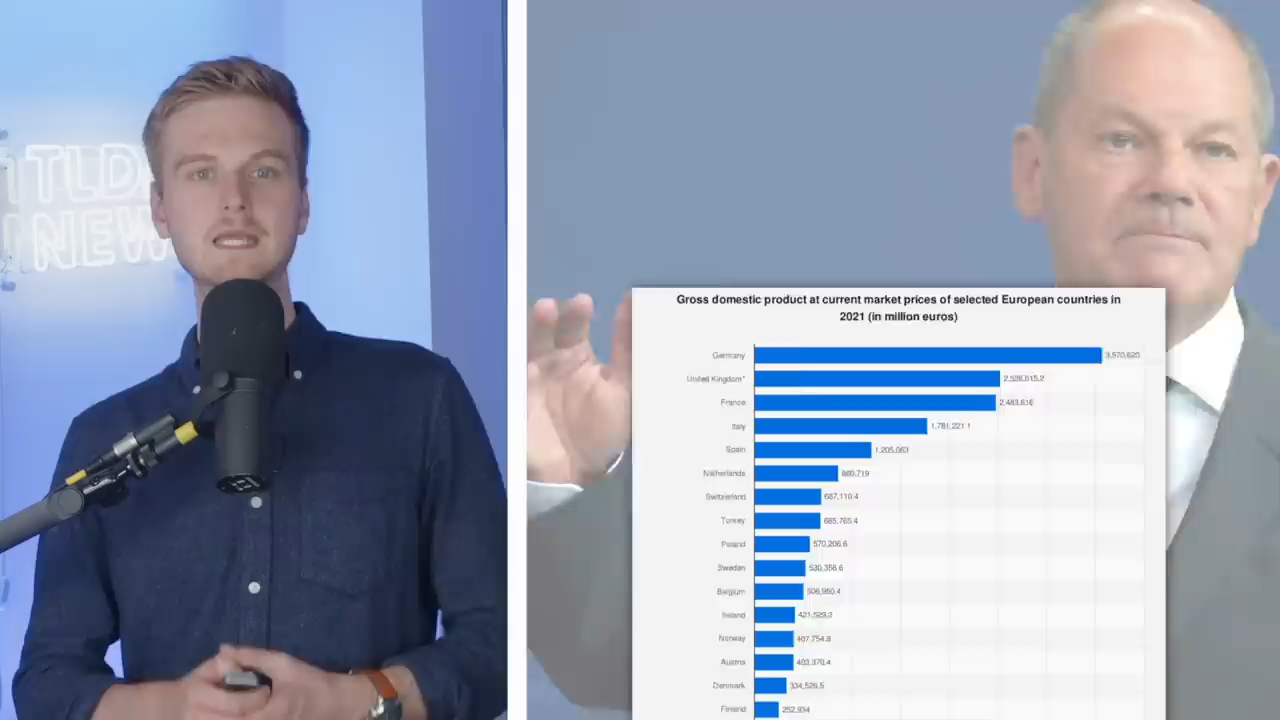 TLD
NEW
Gross domestic product at current market prices of selected European countries in
2021 (in million euros)
Germany 3,570,620
United Kingdom* 2,526,615.2
France 2,483,616
Italy 1,781,221.1
Spain 1,205,063
Netherlands 860,719
Switzerland 687,110.4
Turkey 685,765.4
Poland 570,206.6
Sweden 530,356.6
Belgium 506,950.4
Ireland 421,529.3
Norway 407,754.8
Austria 403,370.4
Denmark 334,526.5
Finland 252,934